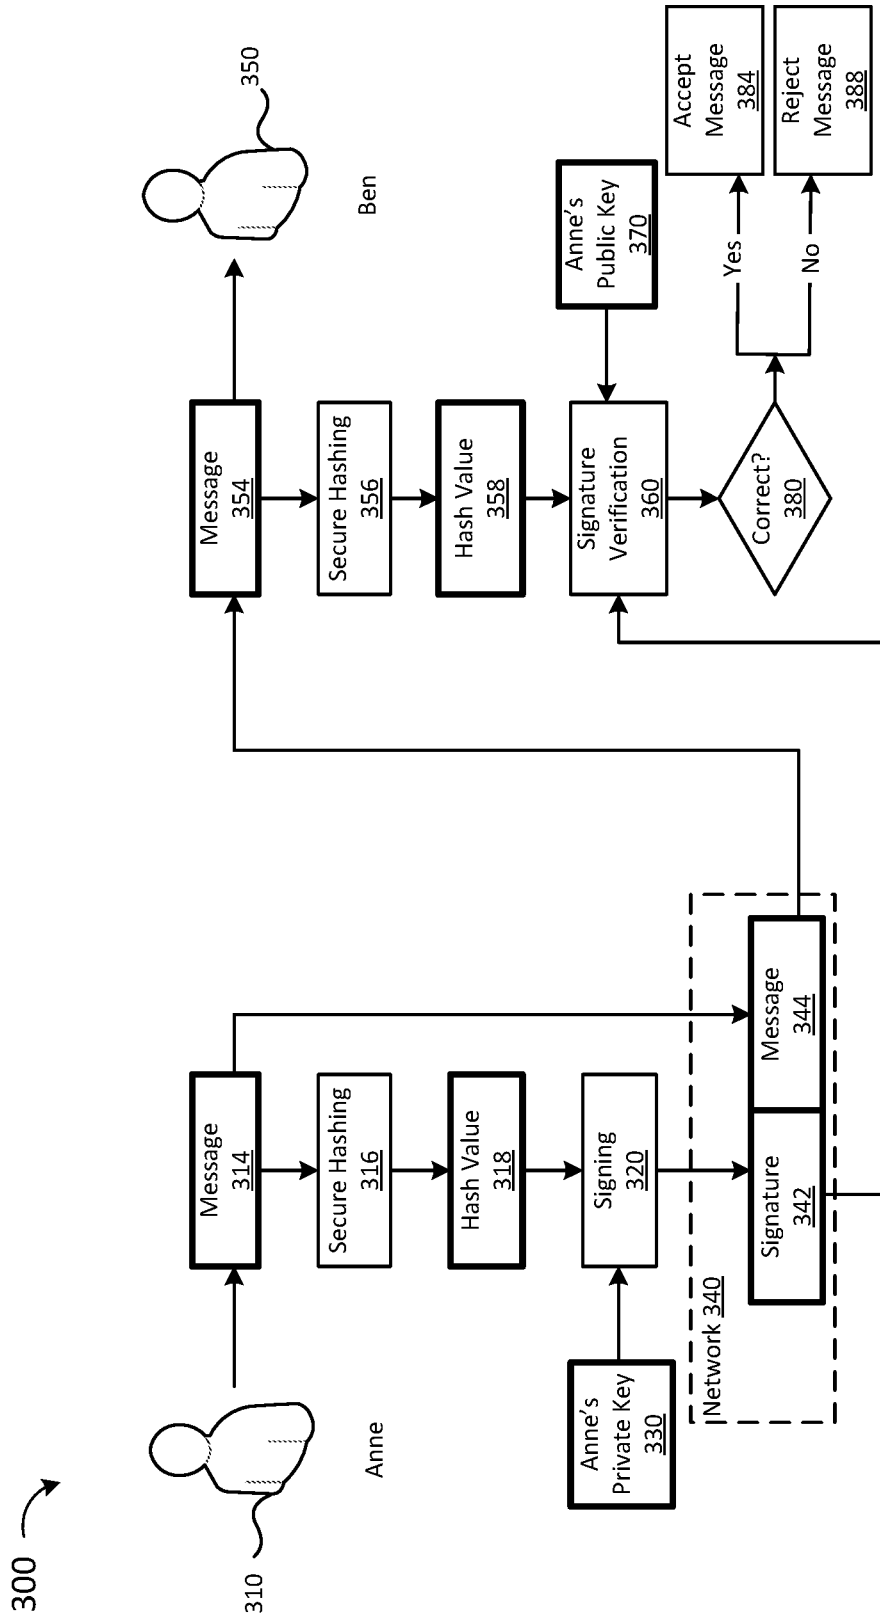 300
310
Anne
Message
314
Secure Hashing
316
Hash Value
318
Signing
320
Anne's
Private Key
330
Network 340
Signature
342
Message
344
350
Ben
Message
354
Secure Hashing
356
Hash Value
358
Signature
Verification
360
Anne's
Public Key
370
Correct?
380
Yes
No
Accept
Message
384
Reject
Message
388